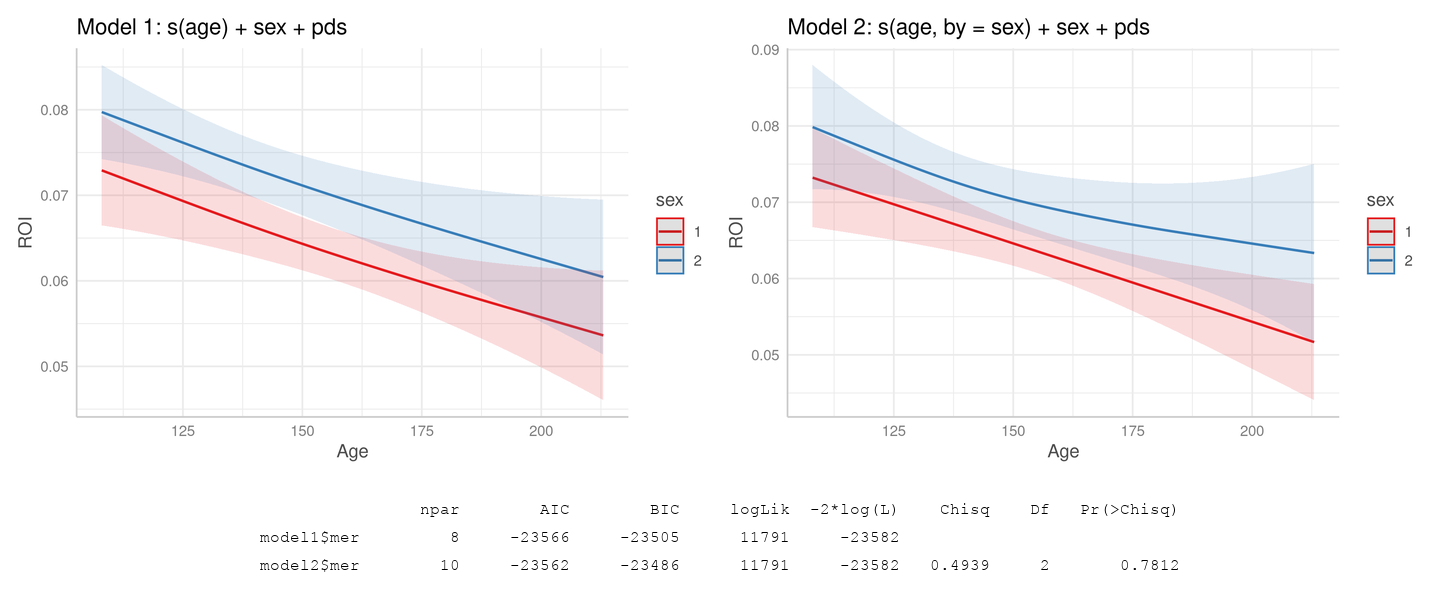 Model 1: s(age) + sex + pds
ROI
0.08
0.07
0.06
0.05
125 150 175 200
Age
sex
1
2
Model 2: s(age, by = sex) + sex + pds
ROI
0.09
0.08
0.07
0.06
0.05
125 150 175 200
Age
sex
1
2
npar AIC BIC logLik -2*log(L) Chisq Df Pr(>Chisq)
model1$mer 8 -23566 -23505 11791 -23582
model2$mer 10 -23562 -23486 11791 -23582 0.4939 2 0.7812